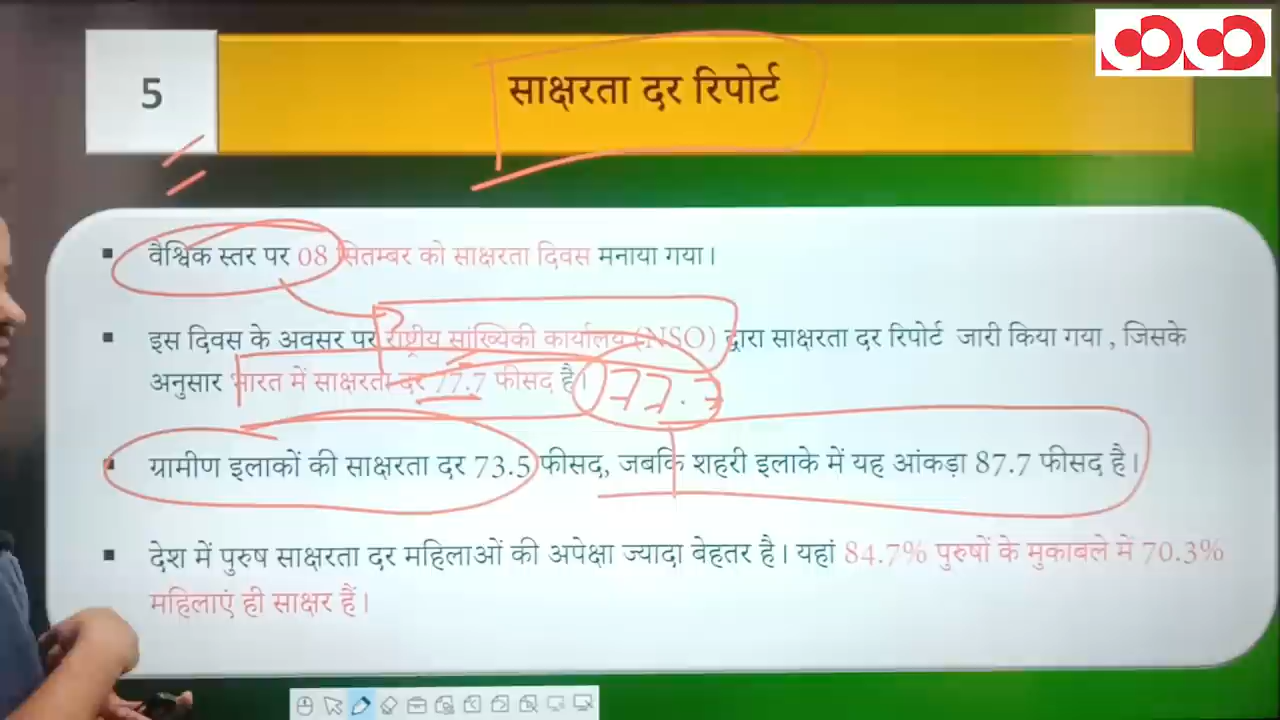 5
साक्षरता दर रिपोर्ट
▪ वैश्विक स्तर पर 08 सितम्बर को साक्षरता दिवस मनाया गया।
▪ इस दिवस के अवसर पर राष्ट्रीय सांख्यिकी कार्यालय (NSO) द्वारा साक्षरता दर रिपोर्ट जारी किया गया , जिसके
अनुसार भारत में साक्षरता दर 77.7 फीसद है।
77.7
▪ ग्रामीण इलाकों की साक्षरता दर 73.5 फीसद, जबकि शहरी इलाके में यह आंकड़ा 87.7 फीसद है।
▪ देश में पुरुष साक्षरता दर महिलाओं की अपेक्षा ज्यादा बेहतर है। यहां 84.7% पुरुषों के मुकाबले में 70.3%
महिलाएं ही साक्षर हैं।